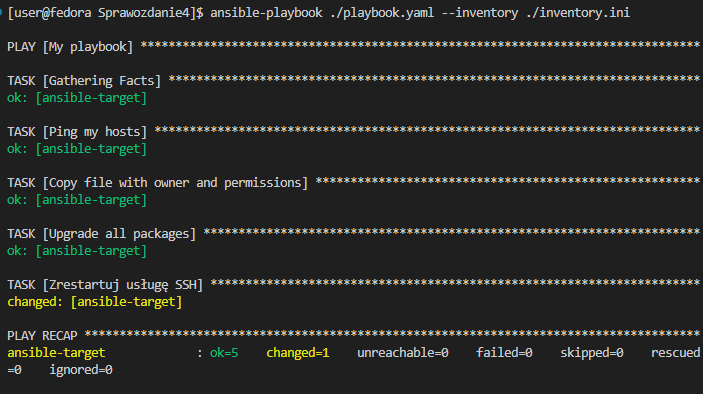 [user@fedora Sprawozdanie4]$ ansible-playbook ./playbook.yaml --inventory ./inventory.ini
PLAY [My playbook] ********************************************************************************
TASK [Gathering Facts] ****************************************************************************
ok: [ansible-target]
TASK [Ping my hosts] ******************************************************************************
ok: [ansible-target]
TASK [Copy file with owner and permissions] *******************************************************
ok: [ansible-target]
TASK [Upgrade all packages] ***********************************************************************
ok: [ansible-target]
TASK [Zrestartuj usługę SSH] **********************************************************************
changed: [ansible-target]
PLAY RECAP ****************************************************************************************
ansible-target             : ok=5    changed=1    unreachable=0    failed=0    skipped=0    rescued
=0    ignored=0